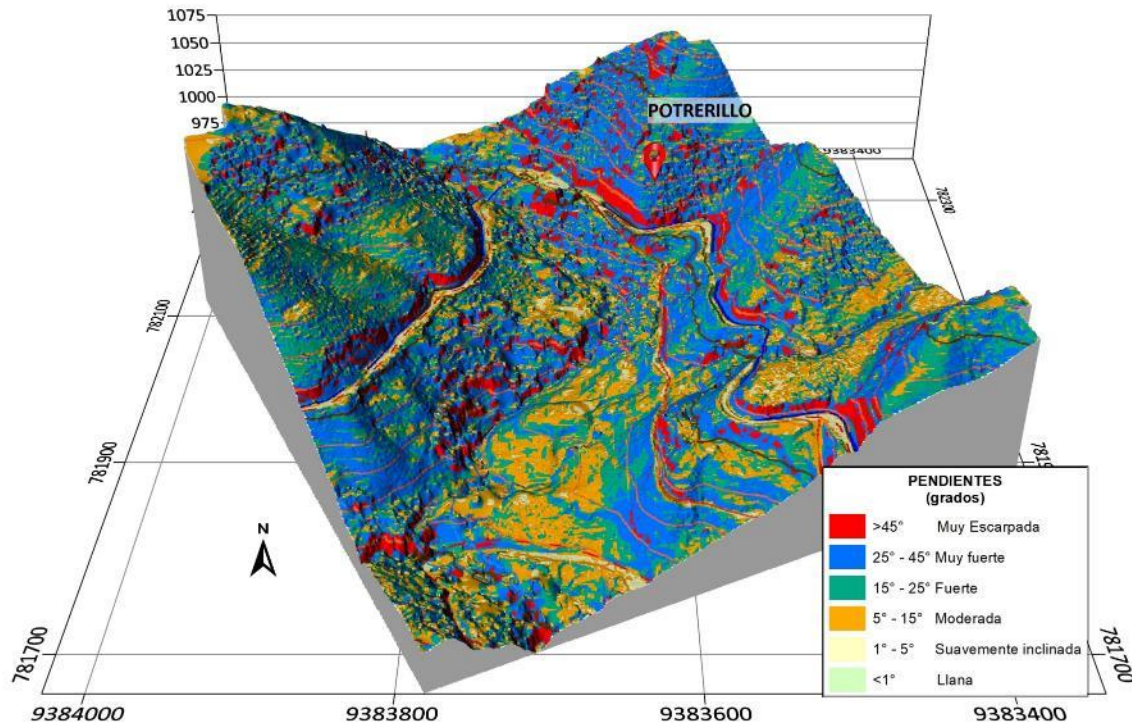 1075
1050
1025
1000
975
POTRERILLO
9383400
782300
782100
781900
N
781700
9384000
9383800
9383600
9383400
781700
PENDIENTES
(grados)
>45° Muy Escarpada
25° - 45° Muy fuerte
15° - 25° Fuerte
5° - 15° Moderada
1° - 5° Suavemente inclinada
<1° Llana